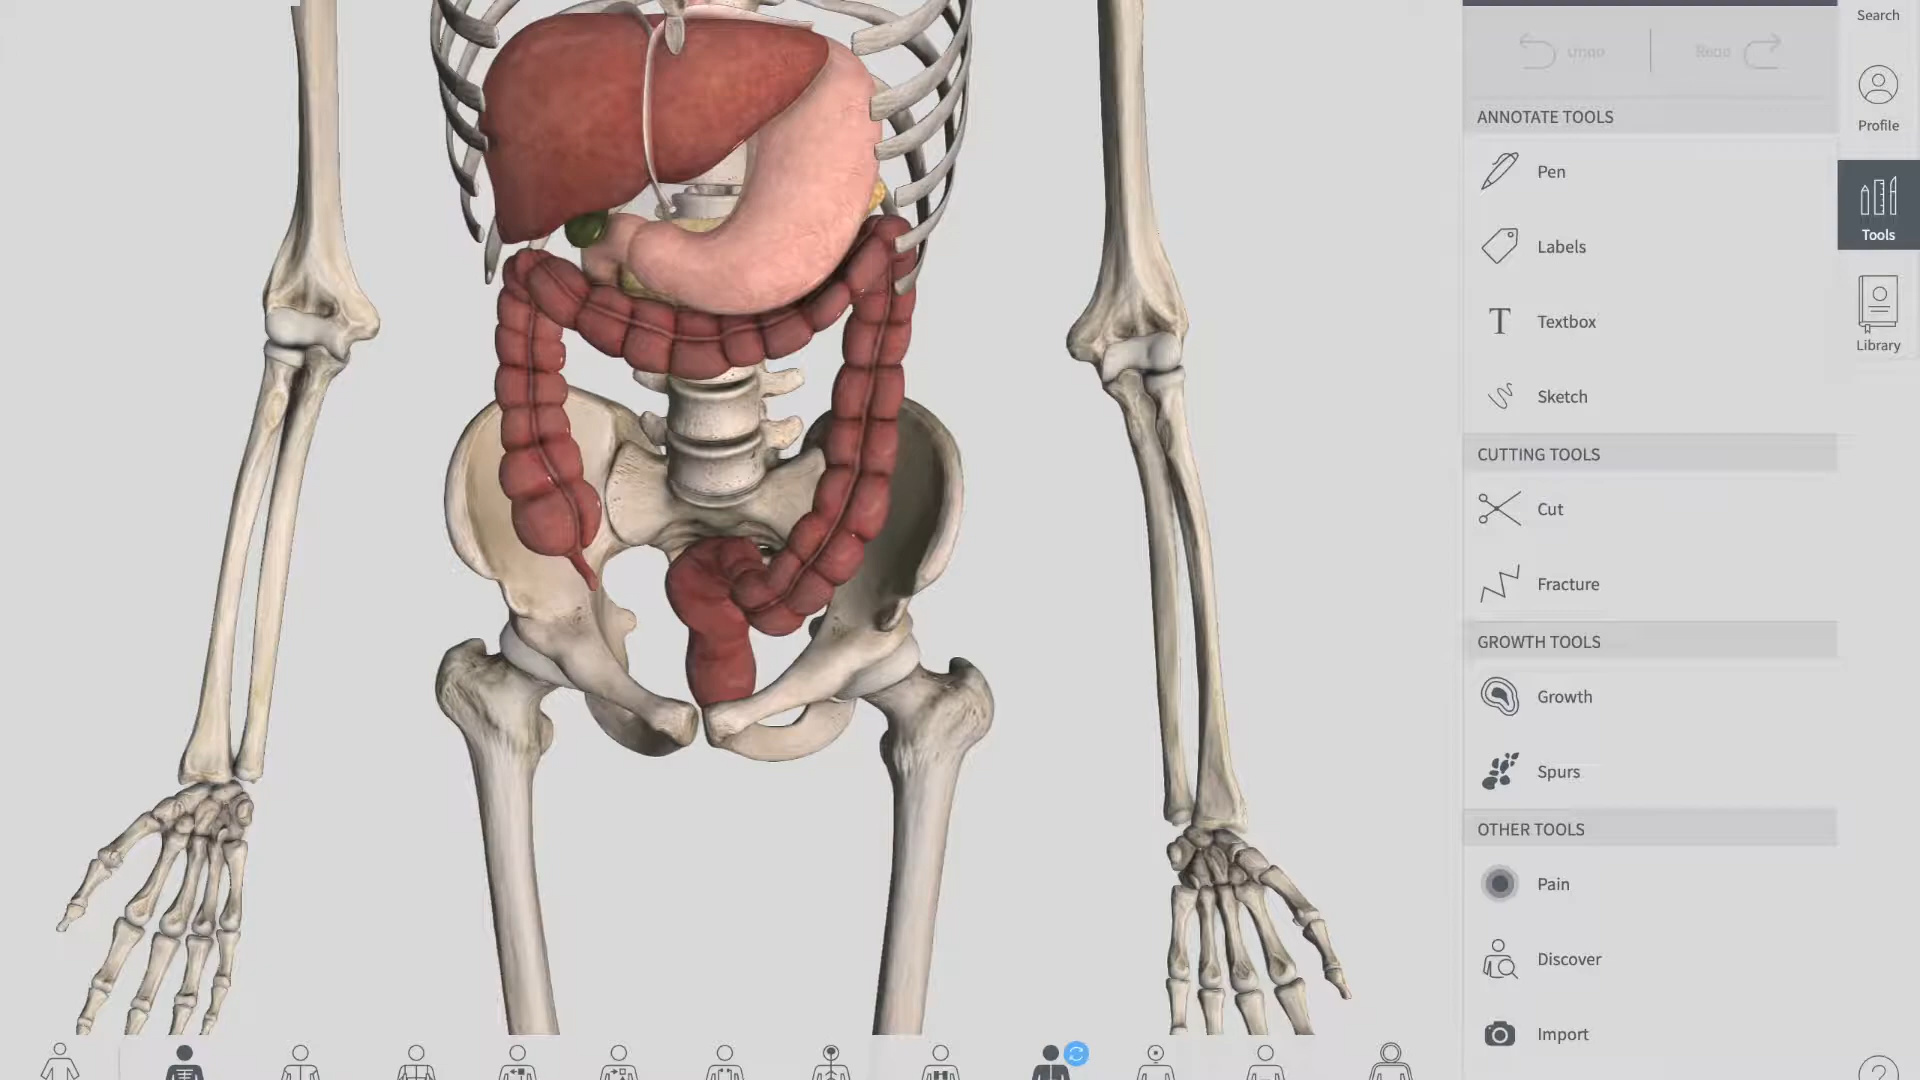 Search
Undo
Redo
Profile
ANNOTATE TOOLS
Pen
Labels
Tools
Textbox
Library
Sketch
CUTTING TOOLS
Cut
Fracture
GROWTH TOOLS
Growth
Spurs
OTHER TOOLS
Pain
Discover
Import